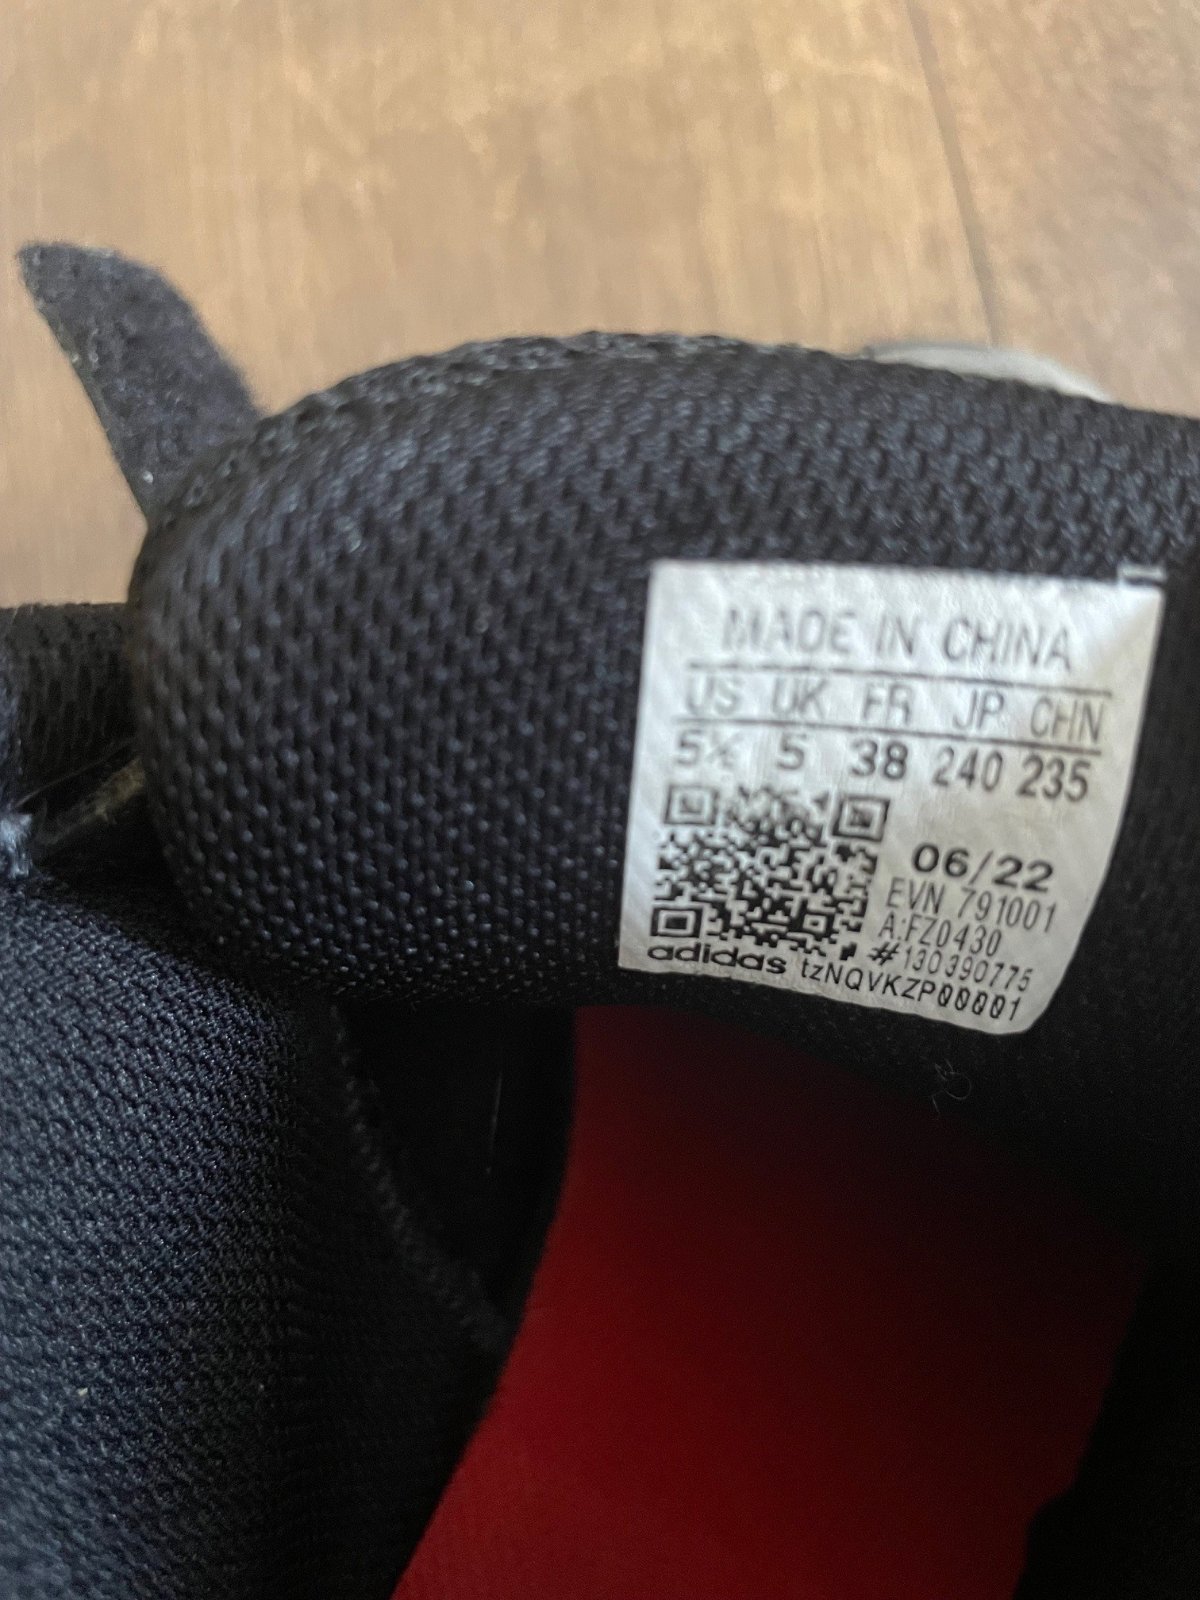 MADE IN CHINA
US UK FR JP CHN
5½ 5 38 240 235
06/22
EVN 791001
A:FZ0430
#130390775
adidas tzNQVKZP00001